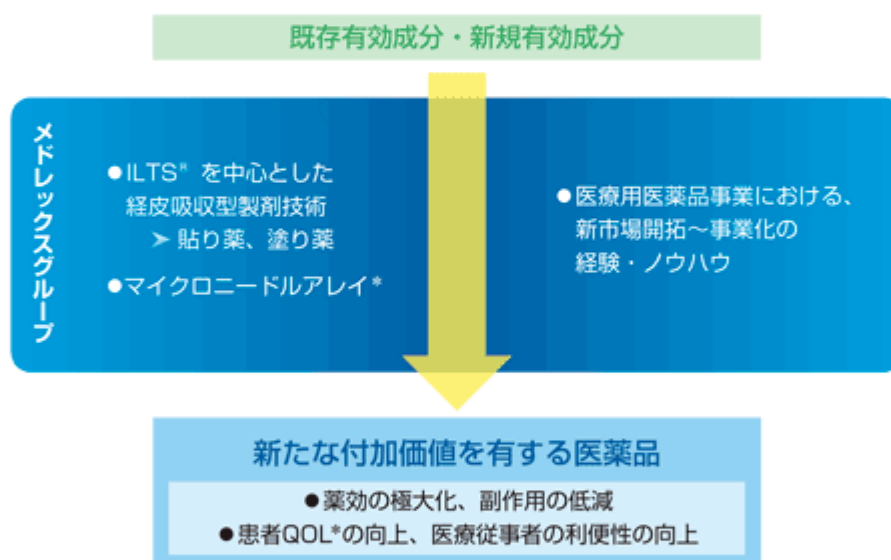 既存有効成分・新規有効成分
メドレックスグループ
●ILTS® を中心とした
経皮吸収型製剤技術
➤ 貼り薬、塗り薬
●マイクロニードルアレイ*
●医療用医薬品事業における、
新市場開拓~事業化の
経験・ノウハウ
新たな付加価値を有する医薬品
●薬効の極大化、副作用の低減
●患者QOL*の向上、医療従事者の利便性の向上